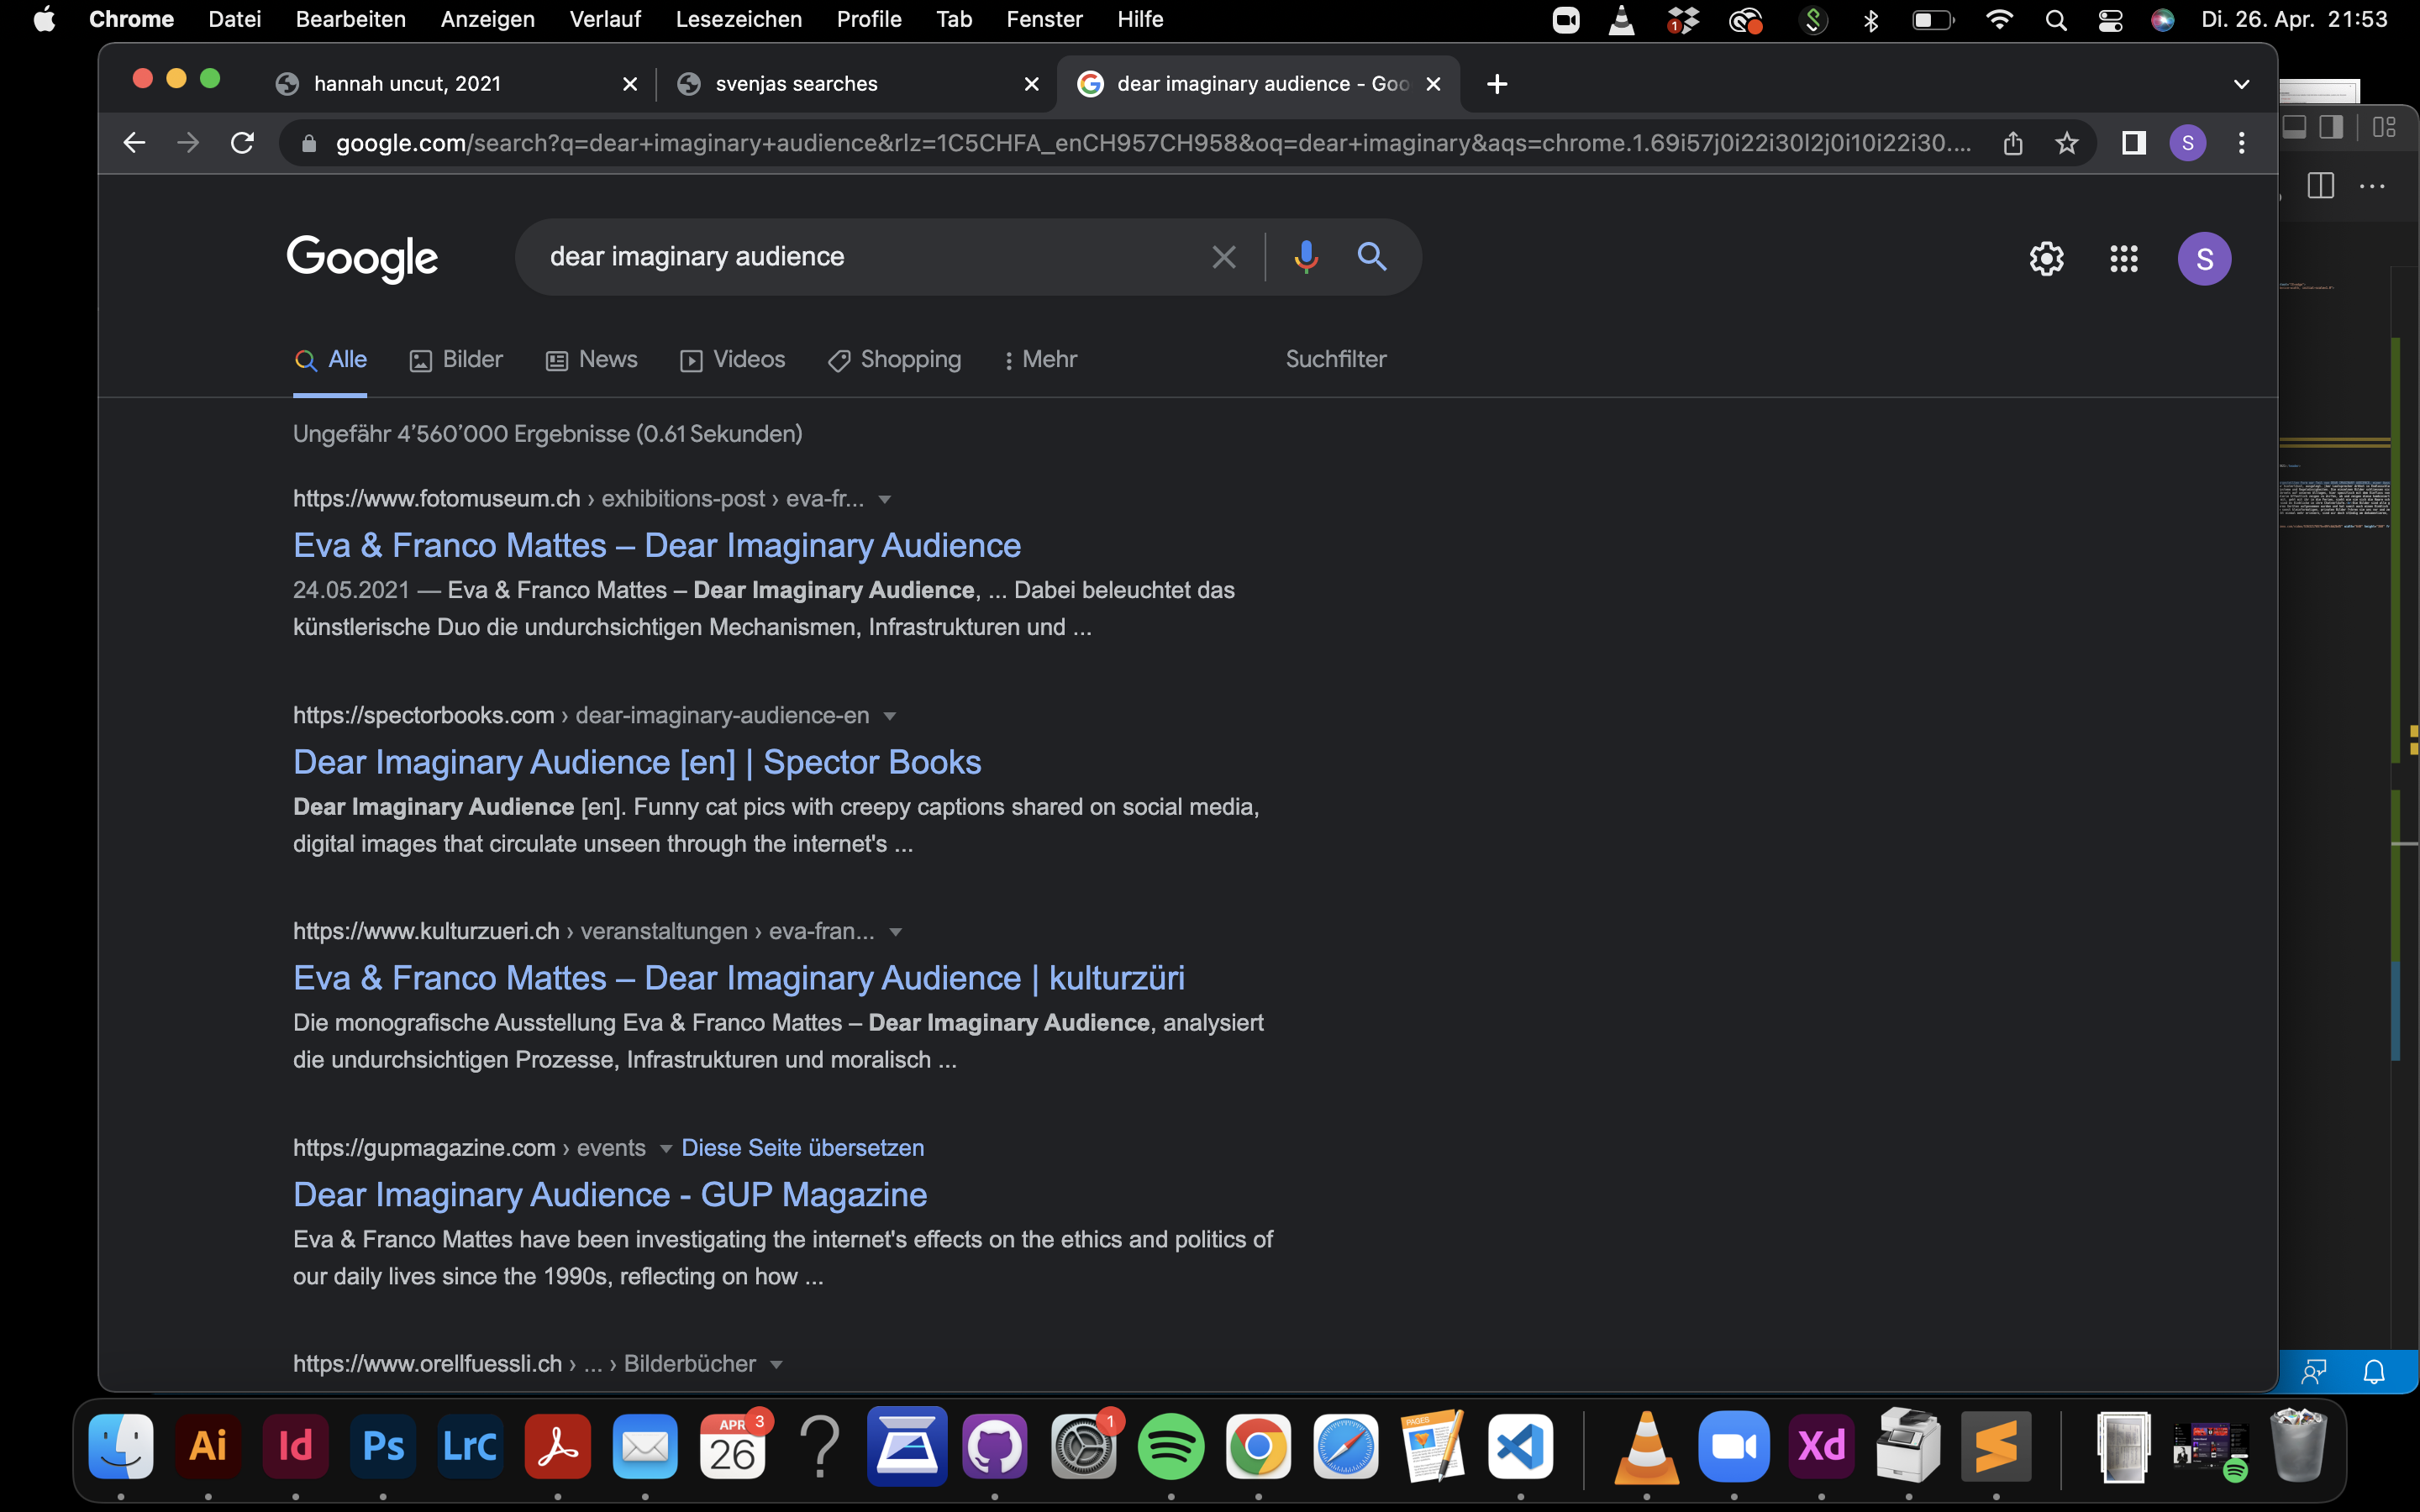 Chrome Datei Bearbeiten Anzeigen Verlauf Lesezeichen Profile Tab Fenster Hilfe 1 Di. 26. Apr. 21:53
hannah uncut, 2021 svenjas searches dear imaginary audience - Goo
google.com/search?q=dear+imaginary+audience&rlz=1C5CHFA_enCH957CH958&oq=dear+imaginary&aqs=chrome.1.69i57j0i22i30l2j0i10i22i30.... S
Google dear imaginary audience S
Alle Bilder News Videos Shopping Mehr Suchfilter
Ungefähr 4’560’000 Ergebnisse (0.61 Sekunden)
https://www.fotomuseum.ch › exhibitions-post › eva-fr...
Eva & Franco Mattes – Dear Imaginary Audience
24.05.2021 — Eva & Franco Mattes – Dear Imaginary Audience, ... Dabei beleuchtet das
künstlerische Duo die undurchsichtigen Mechanismen, Infrastrukturen und ...
https://spectorbooks.com › dear-imaginary-audience-en
Dear Imaginary Audience [en] | Spector Books
Dear Imaginary Audience [en]. Funny cat pics with creepy captions shared on social media,
digital images that circulate unseen through the internet's ...
https://www.kulturzueri.ch › veranstaltungen › eva-fran...
Eva & Franco Mattes – Dear Imaginary Audience | kulturzüri
Die monografische Ausstellung Eva & Franco Mattes – Dear Imaginary Audience, analysiert
die undurchsichtigen Prozesse, Infrastrukturen und moralisch ...
https://gupmagazine.com › events Diese Seite übersetzen
Dear Imaginary Audience - GUP Magazine
Eva & Franco Mattes have been investigating the internet's effects on the ethics and politics of
our daily lives since the 1990s, reflecting on how ...
https://www.orellfuessli.ch › ... › Bilderbücher
Ai Id Ps LrC APR 26 3 ? 1 PAGES Xd